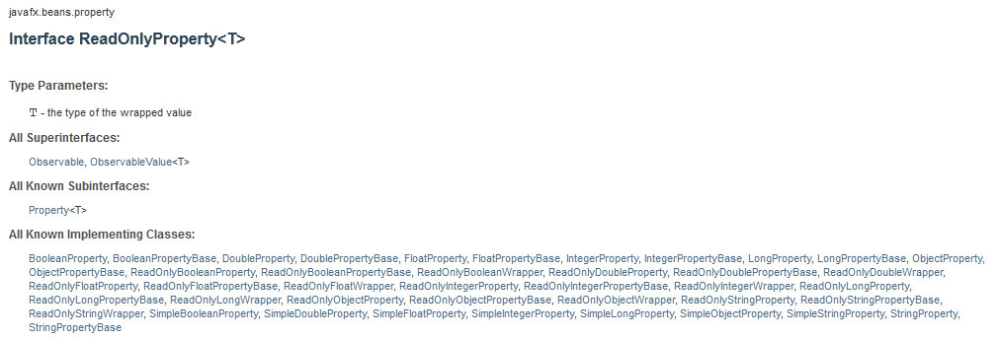 javafx.beans.property
Interface ReadOnlyProperty<T>
Type Parameters:
T - the type of the wrapped value
All Superinterfaces:
Observable, ObservableValue<T>
All Known Subinterfaces:
Property<T>
All Known Implementing Classes:
BooleanProperty, BooleanPropertyBase, DoubleProperty, DoublePropertyBase, FloatProperty, FloatPropertyBase, IntegerProperty, IntegerPropertyBase, LongProperty, LongPropertyBase, ObjectProperty,
ObjectPropertyBase, ReadOnlyBooleanProperty, ReadOnlyBooleanPropertyBase, ReadOnlyBooleanWrapper, ReadOnlyDoubleProperty, ReadOnlyDoublePropertyBase, ReadOnlyDoubleWrapper,
ReadOnlyFloatProperty, ReadOnlyFloatPropertyBase, ReadOnlyFloatWrapper, ReadOnlyIntegerProperty, ReadOnlyIntegerPropertyBase, ReadOnlyIntegerWrapper, ReadOnlyLongProperty,
ReadOnlyLongPropertyBase, ReadOnlyLongWrapper, ReadOnlyObjectProperty, ReadOnlyObjectPropertyBase, ReadOnlyObjectWrapper, ReadOnlyStringProperty, ReadOnlyStringPropertyBase,
ReadOnlyStringWrapper, SimpleBooleanProperty, SimpleDoubleProperty, SimpleFloatProperty, SimpleIntegerProperty, SimpleLongProperty, SimpleObjectProperty, SimpleStringProperty, StringProperty,
StringPropertyBase